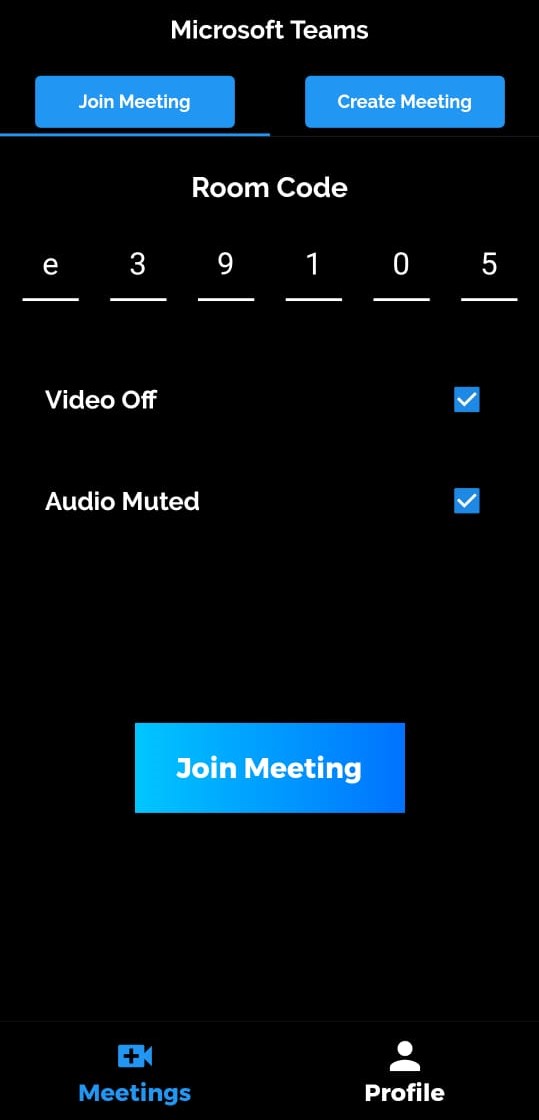 Microsoft Teams
Join Meeting Create Meeting
Room Code
e 3 9 1 0 5
Video Off
Audio Muted
Join Meeting
Meetings Profile